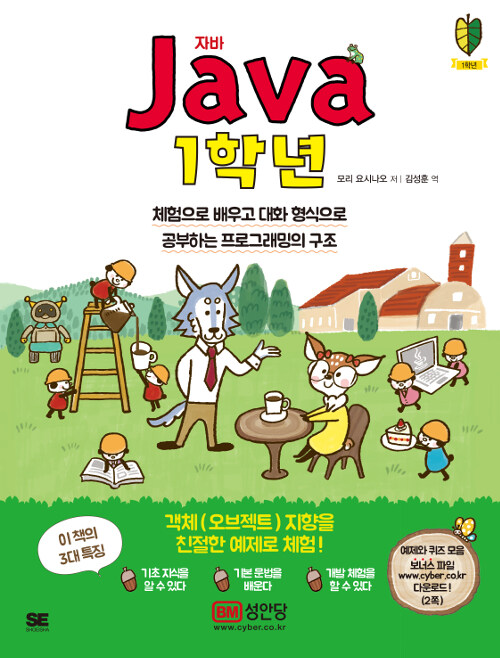 자바
Java
1학년
1학년
모리 요시나오 저 | 김성훈 역
체험으로 배우고 대화 형식으로
공부하는 프로그래밍의 구조
이 책의
3대 특징
객체(오브젝트) 지향을
친절한 예제로 체험!
기초 지식을
알 수 있다
기본 문법을
배운다
개발 체험을
할 수 있다
예제와 퀴즈 모음
보너스 파일
www.cyber.co.kr
다운로드!
(2쪽)
SE
SHOEISHA
BM 성안당
www.cyber.co.kr